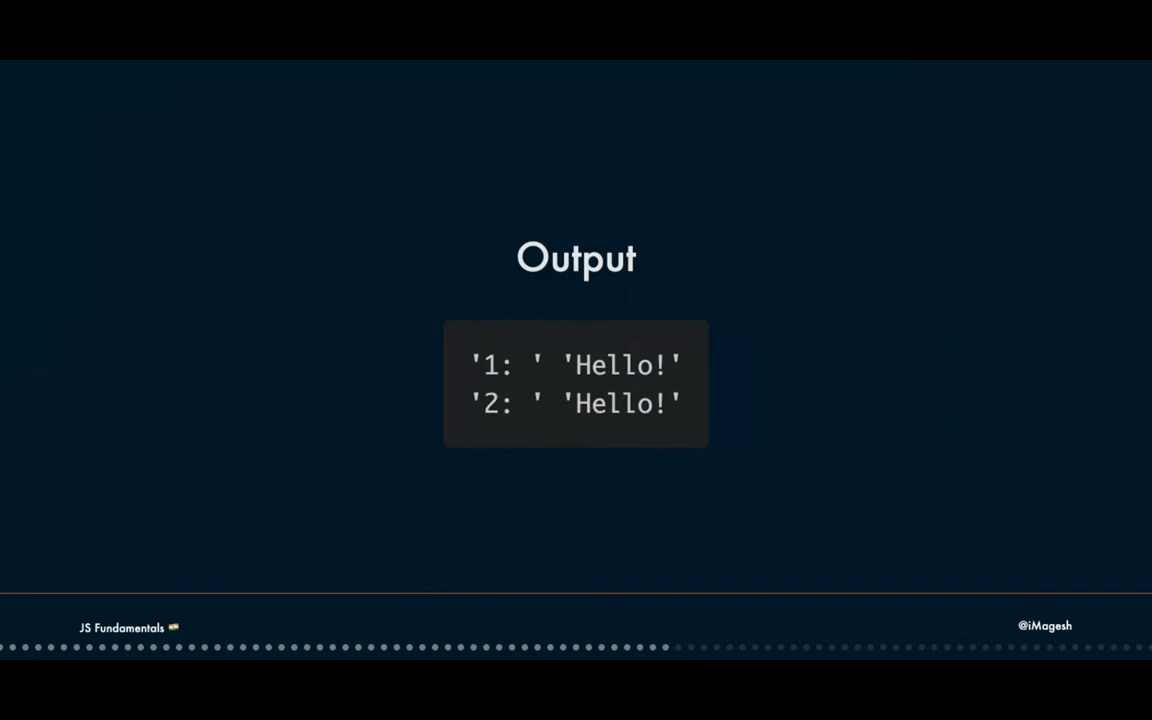 Output
'1: ' 'Hello!'
'2: ' 'Hello!'
JS Fundamentals 🇮🇳
@iMagesh